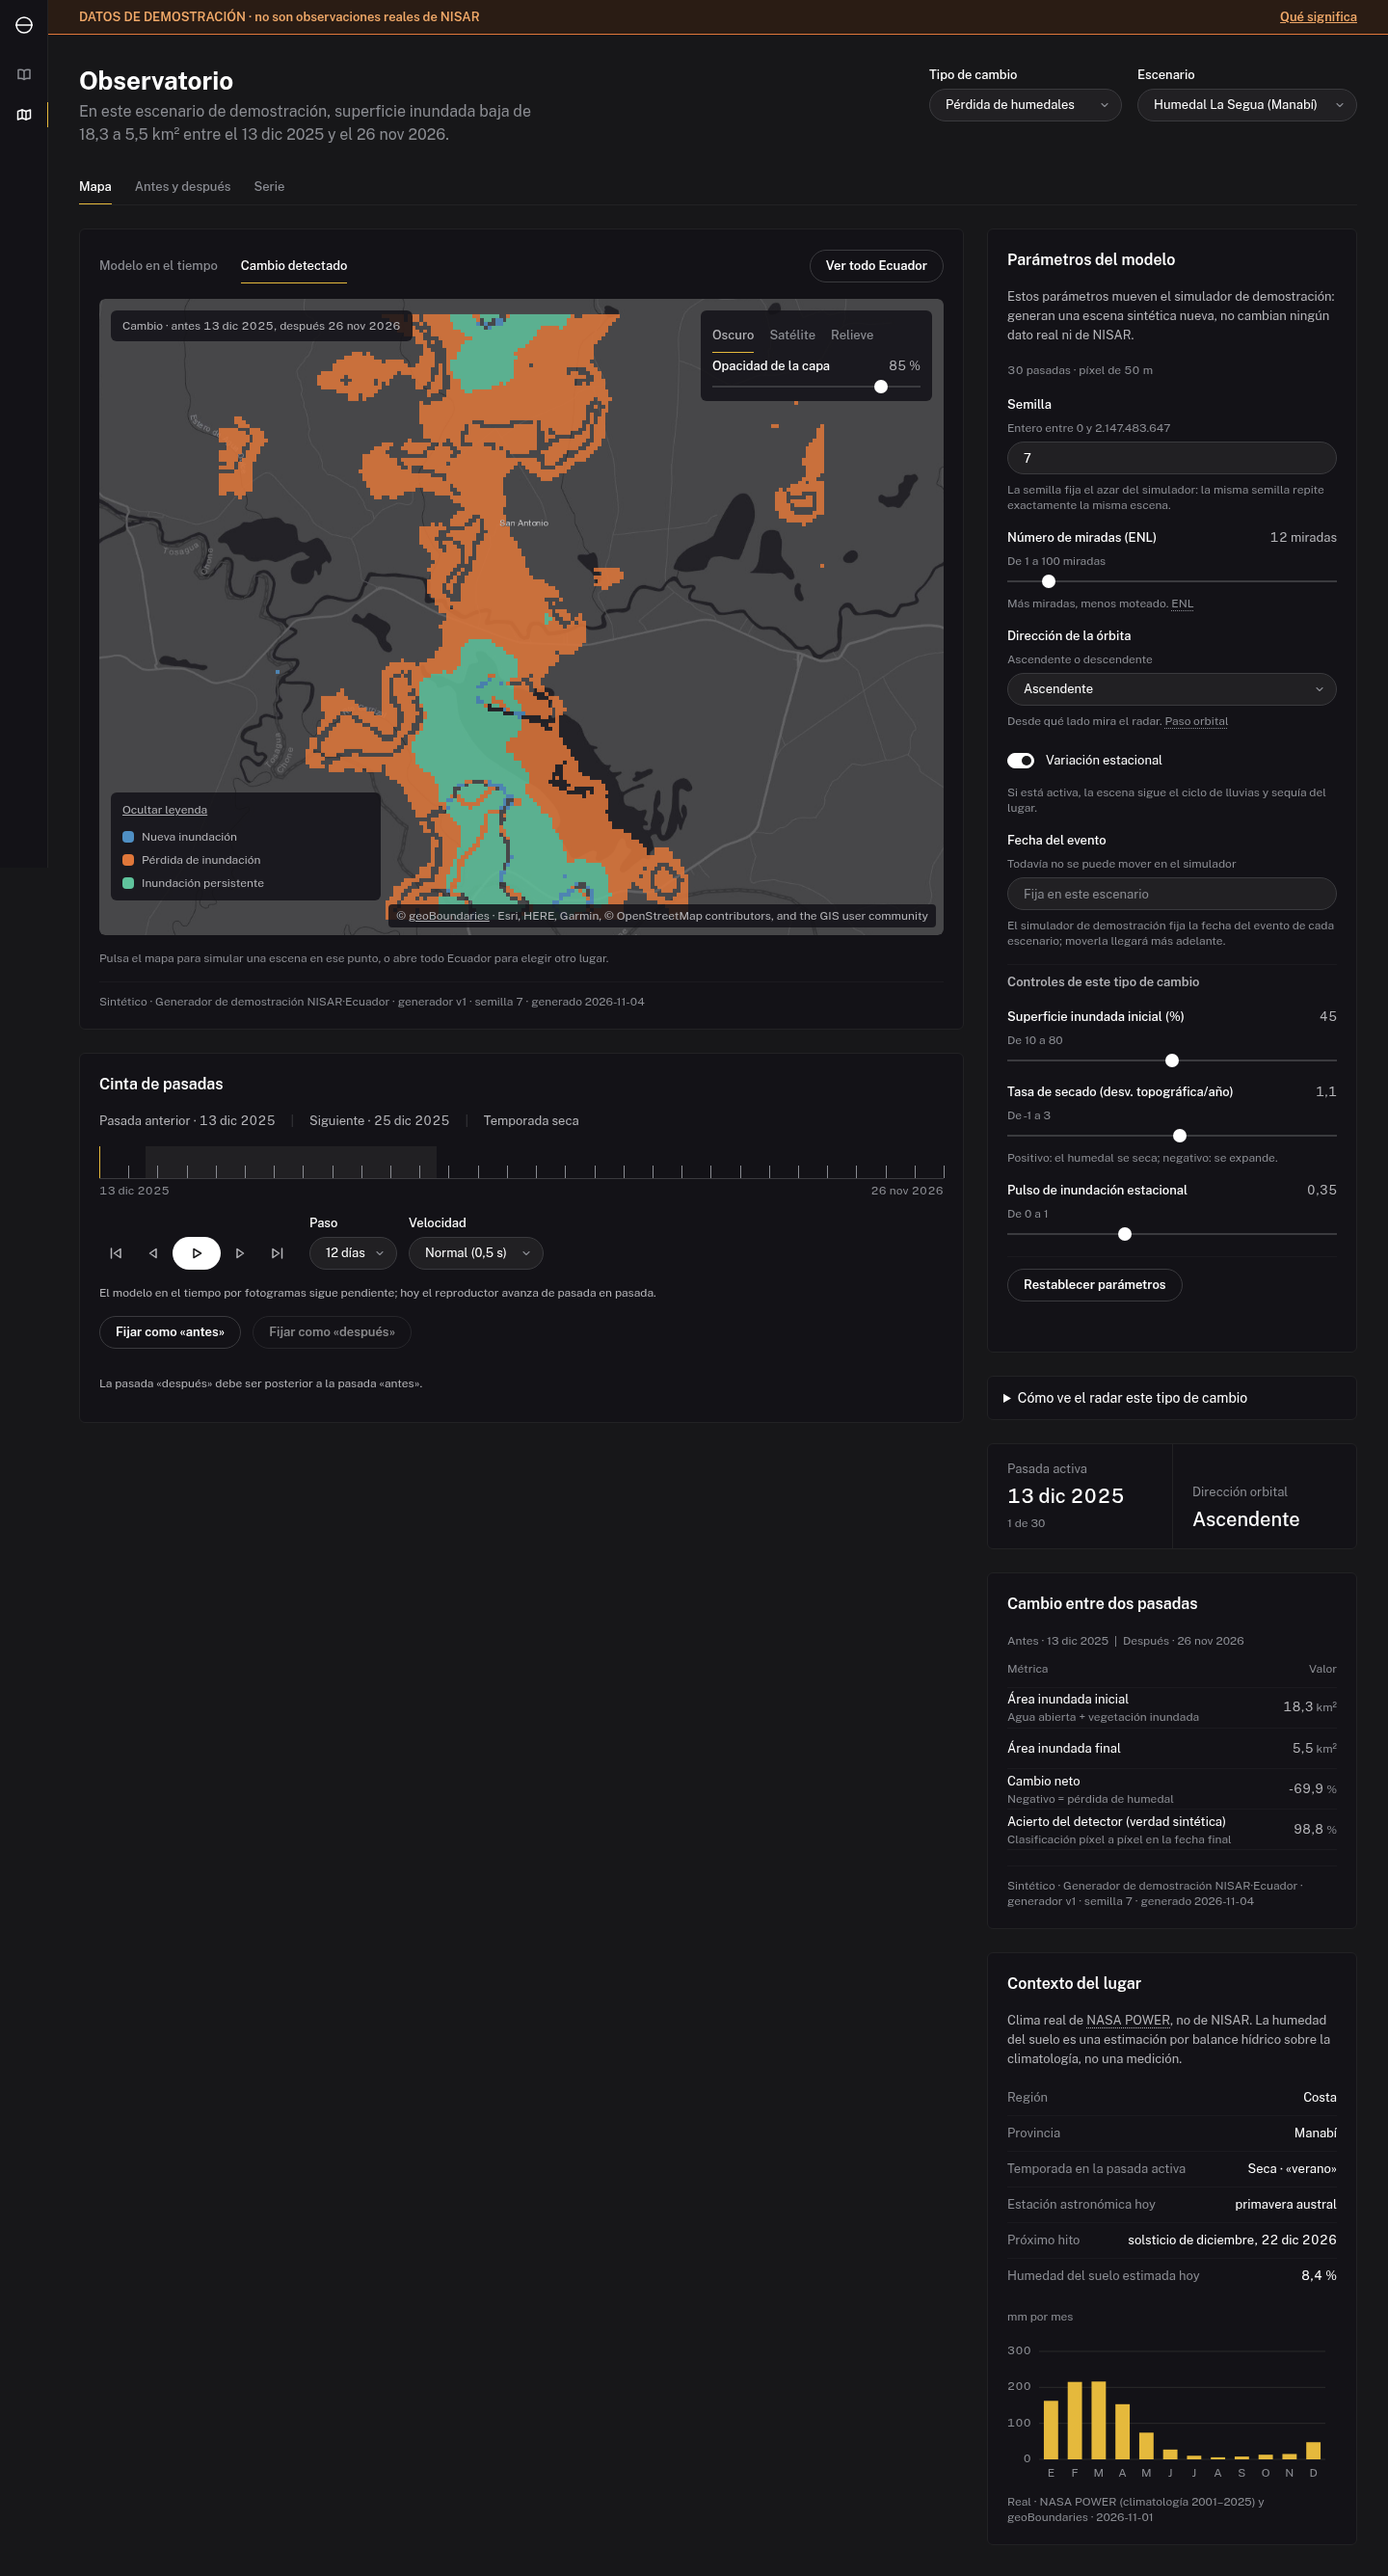 DATOS DE DEMOSTRACIÓN · no son observaciones reales de NISAR
Qué significa
Observatorio
En este escenario de demostración, superficie inundada baja de
18,3 a 5,5 km² entre el 13 dic 2025 y el 26 nov 2026.
Tipo de cambio
Pérdida de humedales
Escenario
Humedal La Segua (Manabí)
Mapa
Antes y después
Serie
Modelo en el tiempo
Cambio detectado
Ver todo Ecuador
Cambio · antes 13 dic 2025, después 26 nov 2026
Oscuro
Satélite
Relieve
Opacidad de la capa
85 %
San Antonio
Tosagua
Chone
Tosagua
Chone
Ocultar leyenda
Nueva inundación
Pérdida de inundación
Inundación persistente
© geoBoundaries · Esri, HERE, Garmin, © OpenStreetMap contributors, and the GIS user community
Pulsa el mapa para simular una escena en ese punto, o abre todo Ecuador para elegir otro lugar.
Sintético · Generador de demostración NISAR·Ecuador · generador v1 · semilla 7 · generado 2026-11-04
Cinta de pasadas
Pasada anterior · 13 dic 2025
Siguiente · 25 dic 2025
Temporada seca
13 dic 2025
26 nov 2026
Paso
12 días
Velocidad
Normal (0,5 s)
El modelo en el tiempo por fotogramas sigue pendiente; hoy el reproductor avanza de pasada en pasada.
Fijar como «antes»
Fijar como «después»
La pasada «después» debe ser posterior a la pasada «antes».
Parámetros del modelo
Estos parámetros mueven el simulador de demostración:
generan una escena sintética nueva, no cambian ningún
dato real ni de NISAR.
30 pasadas · píxel de 50 m
Semilla
Entero entre 0 y 2.147.483.647
7
La semilla fija el azar del simulador: la misma semilla repite
exactamente la misma escena.
Número de miradas (ENL)
12 miradas
De 1 a 100 miradas
Más miradas, menos moteado. ENL
Dirección de la órbita
Ascendente o descendente
Ascendente
Desde qué lado mira el radar. Paso orbital
Variación estacional
Si está activa, la escena sigue el ciclo de lluvias y sequía del
lugar.
Fecha del evento
Todavía no se puede mover en el simulador
Fija en este escenario
El simulador de demostración fija la fecha del evento de cada
escenario; moverla llegará más adelante.
Controles de este tipo de cambio
Superficie inundada inicial (%)
45
De 10 a 80
Tasa de secado (desv. topográfica/año)
1,1
De -1 a 3
Positivo: el humedal se seca; negativo: se expande.
Pulso de inundación estacional
0,35
De 0 a 1
Restablecer parámetros
Cómo ve el radar este tipo de cambio
Pasada activa
13 dic 2025
1 de 30
Dirección orbital
Ascendente
Cambio entre dos pasadas
Antes · 13 dic 2025 | Después · 26 nov 2026
Métrica
Valor
Área inundada inicial
Agua abierta + vegetación inundada
18,3 km²
Área inundada final
5,5 km²
Cambio neto
Negativo = pérdida de humedal
-69,9 %
Acierto del detector (verdad sintética)
Clasificación píxel a píxel en la fecha final
98,8 %
Sintético · Generador de demostración NISAR·Ecuador ·
generador v1 · semilla 7 · generado 2026-11-04
Contexto del lugar
Clima real de NASA POWER, no de NISAR. La humedad
del suelo es una estimación por balance hídrico sobre la
climatología, no una medición.
Región
Costa
Provincia
Manabí
Temporada en la pasada activa
Seca · «verano»
Estación astronómica hoy
primavera austral
Próximo hito
solsticio de diciembre, 22 dic 2026
Humedad del suelo estimada hoy
8,4 %
mm por mes
300
200
100
0
E F M A M J J A S O N D
Real · NASA POWER (climatología 2001–2025) y
geoBoundaries · 2026-11-01